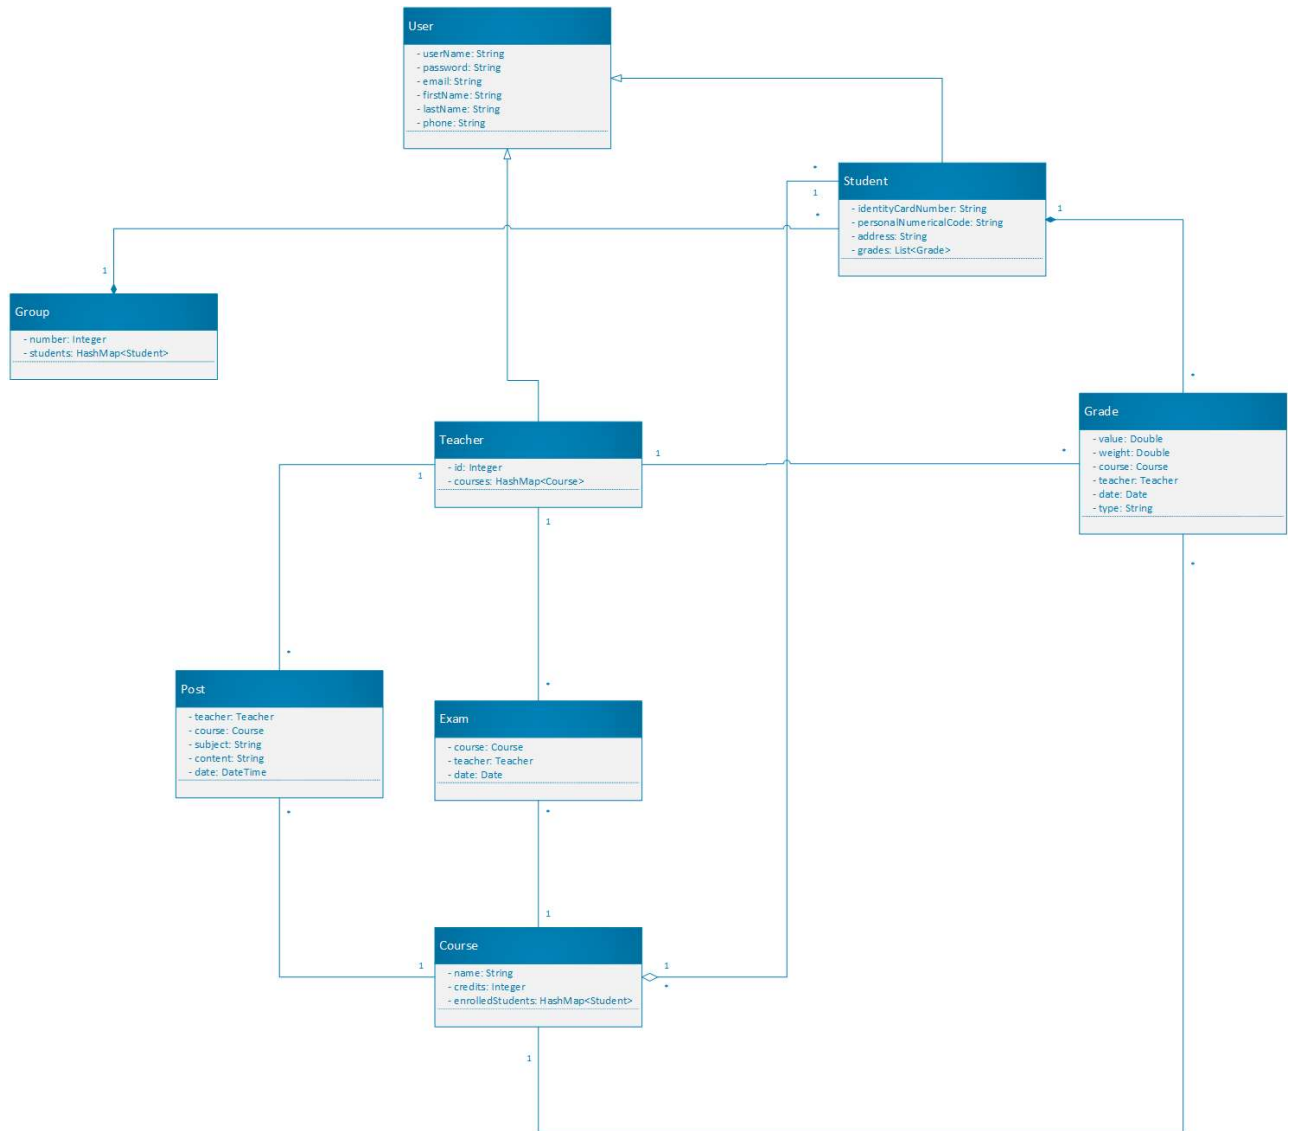 User
- userName: String
- password: String
- email: String
- firstName: String
- lastName: String
- phone: String
*
Student
1
- identityCardNumber: String
- personalNumericalCode: String
- address: String
- grades: List<Grade>
1
*
1
Group
- number: Integer
- students: HashMap<Student>
*
Grade
- value: Double
- weight: Double
- course: Course
- teacher: Teacher
- date: Date
- type: String
Teacher
- id: Integer
- courses: HashMap<Course>
1
*
1
1
*
*
*
Post
- teacher: Teacher
- course: Course
- subject: String
- content: String
- date: DateTime
Exam
- course: Course
- teacher: Teacher
- date: Date
*
*
1
Course
- name: String
- credits: Integer
- enrolledStudents: HashMap<Student>
1
1
*
1